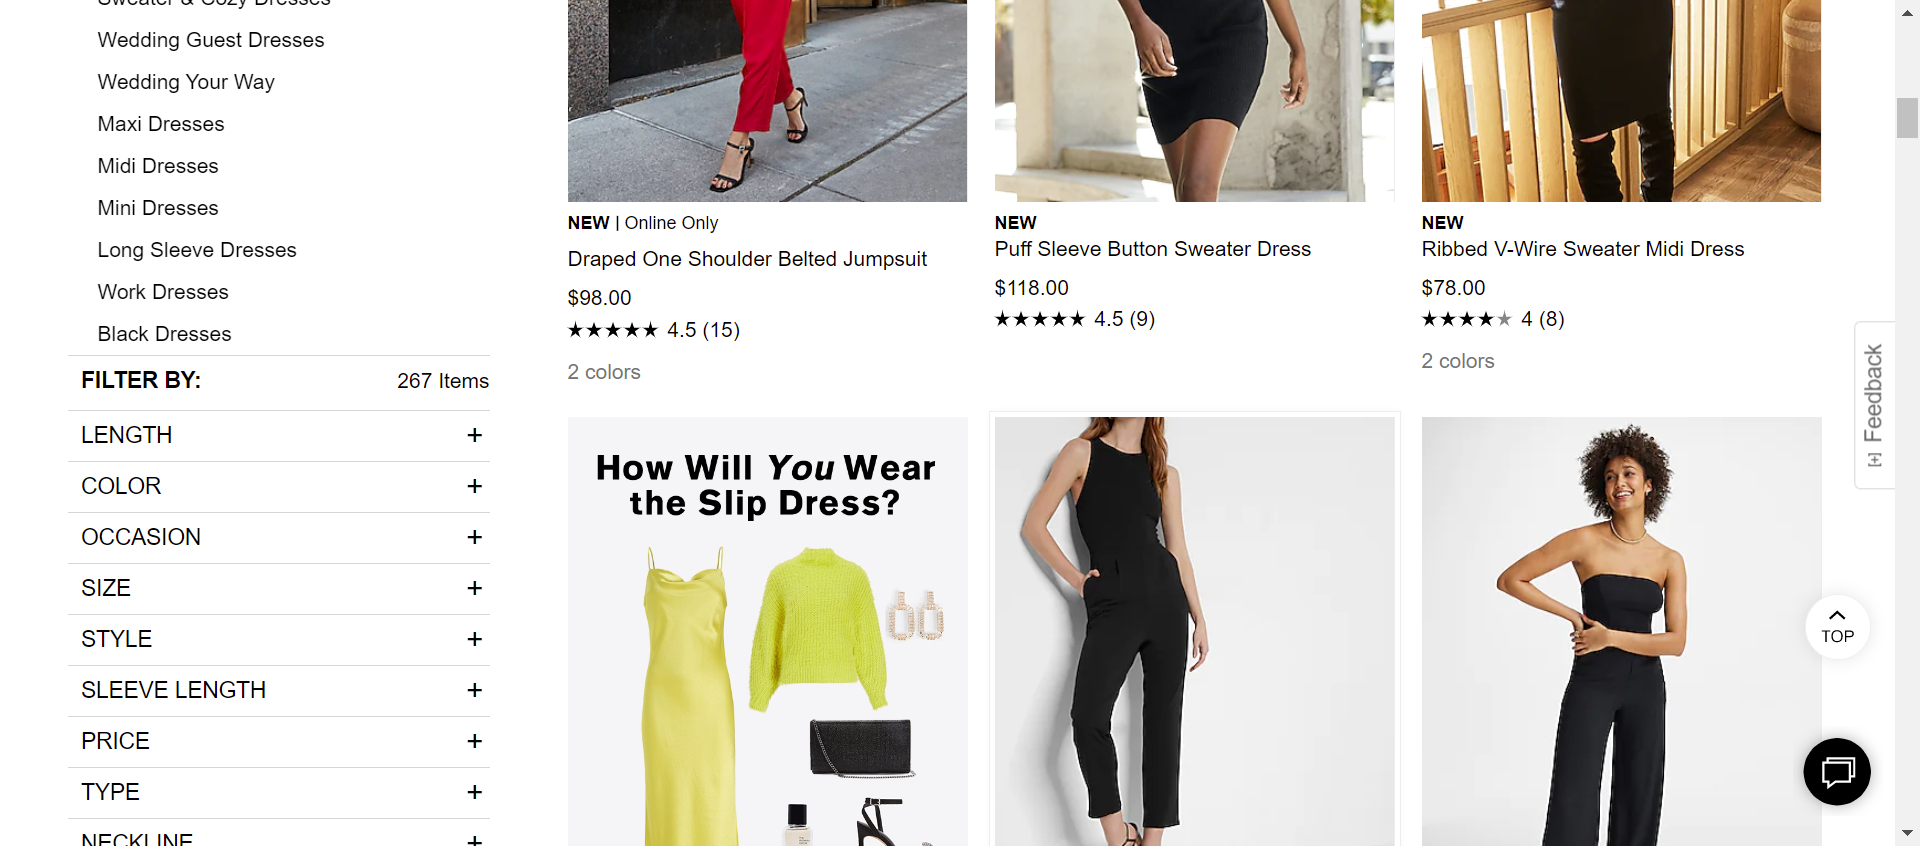 Sweater & Cozy Dresses
Wedding Guest Dresses
Wedding Your Way
Maxi Dresses
Midi Dresses
Mini Dresses
Long Sleeve Dresses
Work Dresses
Black Dresses
FILTER BY:
267 Items
LENGTH +
COLOR +
OCCASION +
SIZE +
STYLE +
SLEEVE LENGTH +
PRICE +
TYPE +
NECKLINE +
NEW | Online Only
Draped One Shoulder Belted Jumpsuit
$98.00
★★★★★ 4.5 (15)
2 colors
NEW
Puff Sleeve Button Sweater Dress
$118.00
★★★★★ 4.5 (9)
NEW
Ribbed V-Wire Sweater Midi Dress
$78.00
★★★★★ 4 (8)
2 colors
How Will You Wear
the Slip Dress?
[+] Feedback
TOP